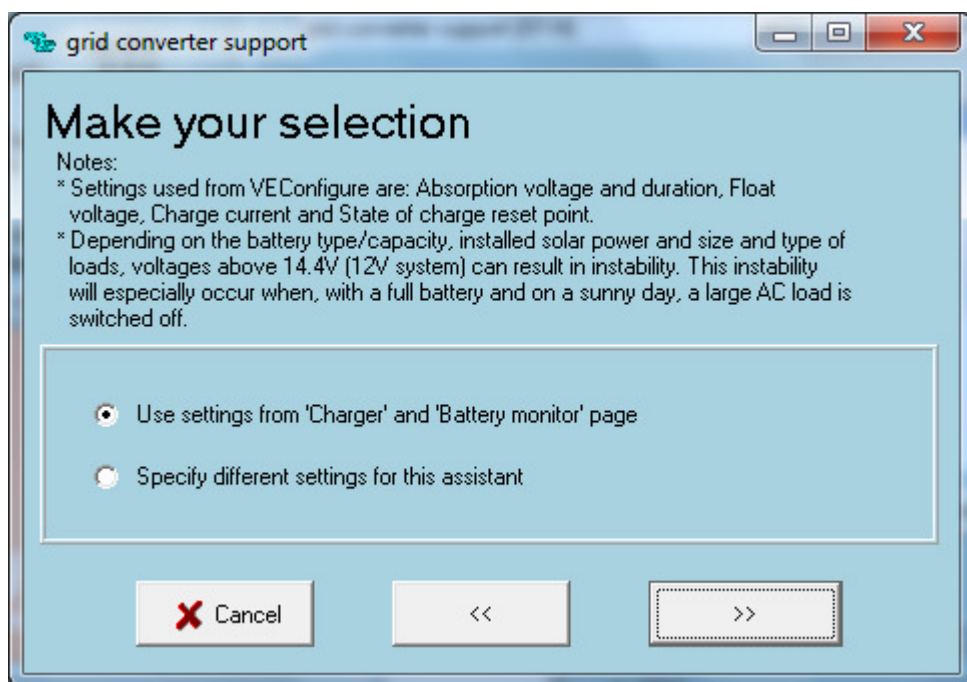 grid converter support
Make your selection
Notes:
* Settings used from VEConfigure are: Absorption voltage and duration, Float
voltage, Charge current and State of charge reset point.
* Depending on the battery type/capacity, installed solar power and size and type of
loads, voltages above 14.4V (12V system) can result in instability. This instability
will especially occur when, with a full battery and on a sunny day, a large AC load is
switched off.
Use settings from 'Charger' and 'Battery monitor' page
Specify different settings for this assistant
Cancel
<<
>>